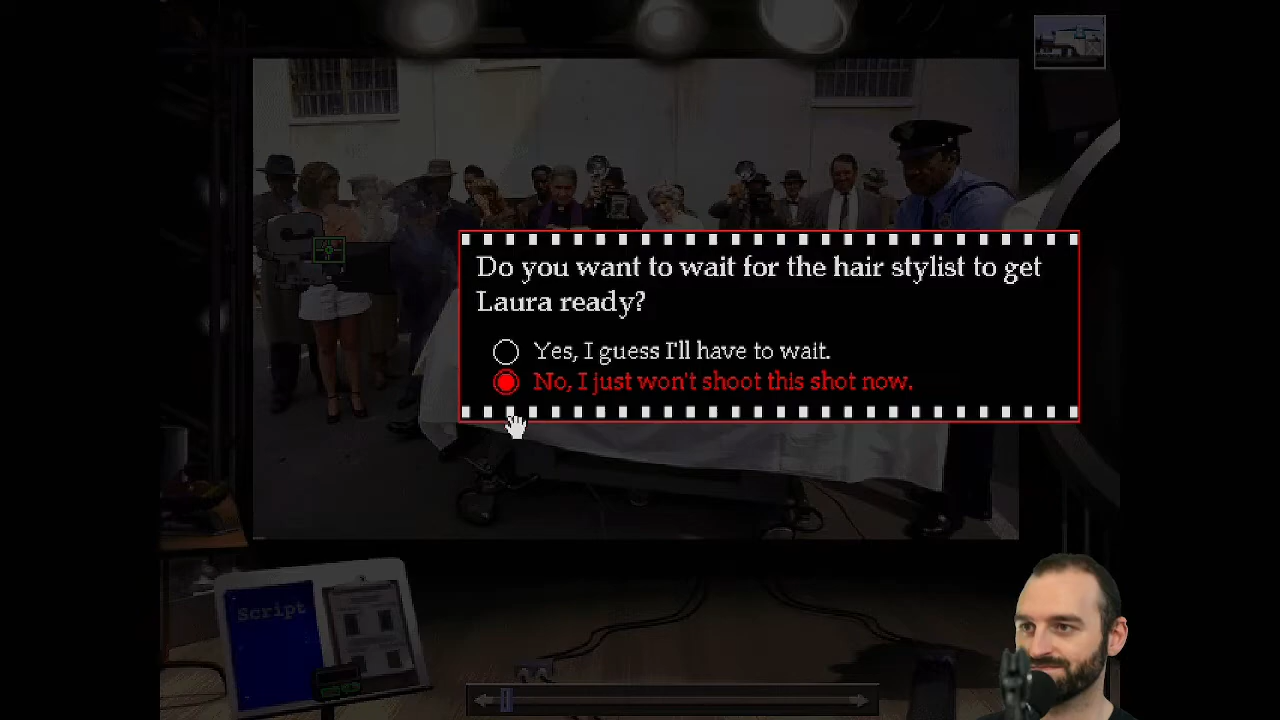 Do you want to wait for the hair stylist to get
Laura ready?
Yes, I guess I'll have to wait.
No, I just won't shoot this shot now.
Script